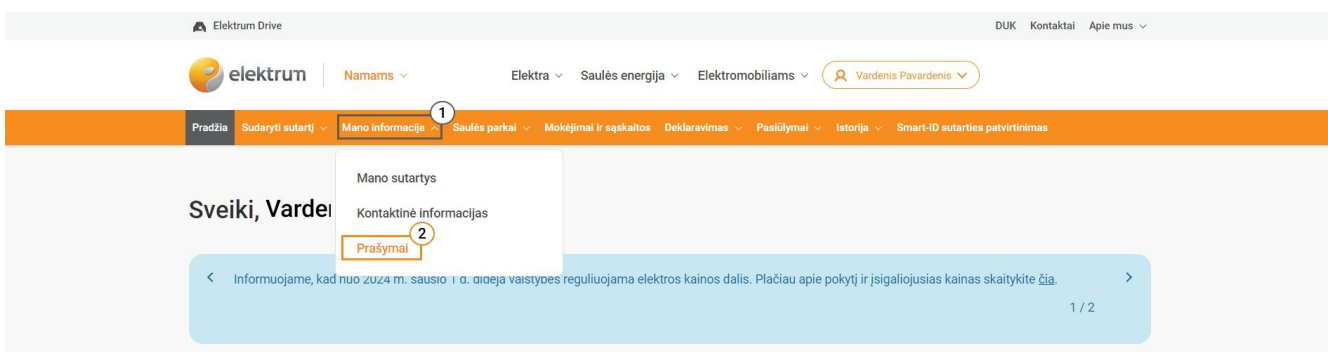 Elektrum Drive DUK Kontaktai Apie mus
elektrum Namams Elektra Saulės energija Elektromobiliams Vardenis Pavardenis
1
Pradžia Sudaryti sutartį Mano informacija Saulės parkai Mokėjimai ir sąskaitos Deklaravimas Pasiūlymai Istorija Smart-ID sutarties patvirtinimas
Mano sutartys
Sveiki, Varde
Kontaktinė informacijas
2
Prašymai
Informuojame, kad nuo 2024 m. sausio 1 d. didėja valstybės reguliuojama elektros kainos dalis. Plačiau apie pokytį ir įsigaliojusias kainas skaitykite čia.
1 / 2